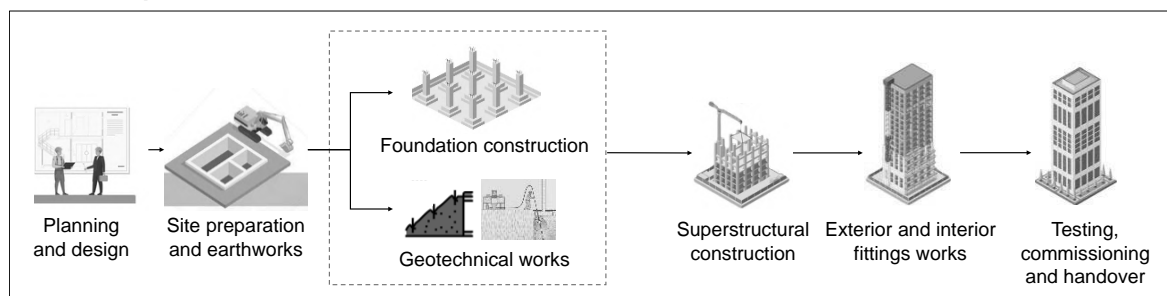 Planning
and design
Site preparation
and earthworks
Foundation construction
Geotechnical works
Superstructural
construction
Exterior and interior
fittings works
Testing,
commissioning
and handover